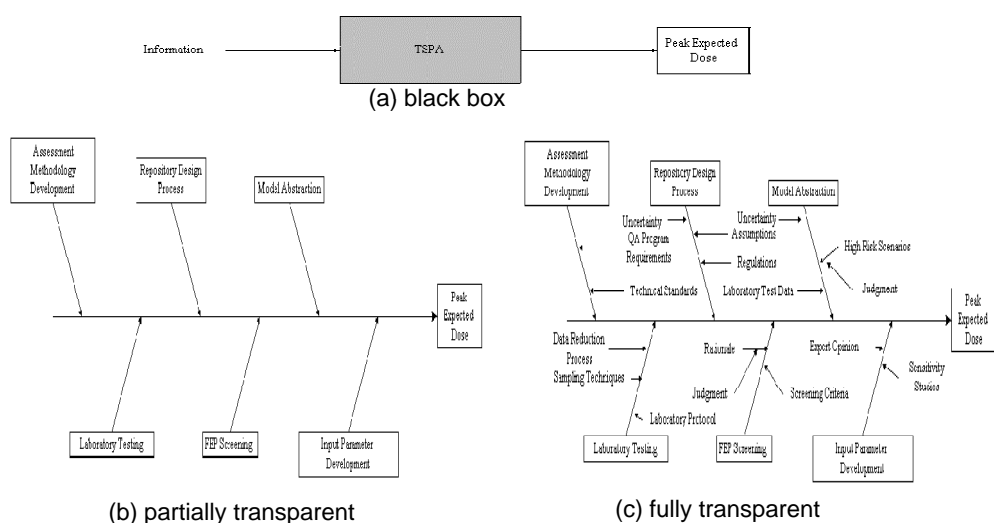 Information
TSPA
Peak Expected
Dose
(a) black box
Assessment
Methodology
Development
Repository Design
Process
Model Abstraction
Peak
Expected
Dose
Laboratory Testing
FEP Screening
Input Parameter
Development
(b) partially transparent
Assessment
Methodology
Development
Repository Design
Process
Model Abstraction
Uncertainty
QA Program
Requirements
Uncertainty
Assumptions
Regulations
High Risk Scenarios
Judgment
Technical Standards
Laboratory Test Data
Peak
Expected
Dose
Data Reduction
Process
Sampling Techniques
Rationale
Expert Opinion
Sensitivity
Studies
Judgment
Screening Criteria
Laboratory Protocol
Laboratory Testing
FEP Screening
Input Parameter
Development
(c) fully transparent